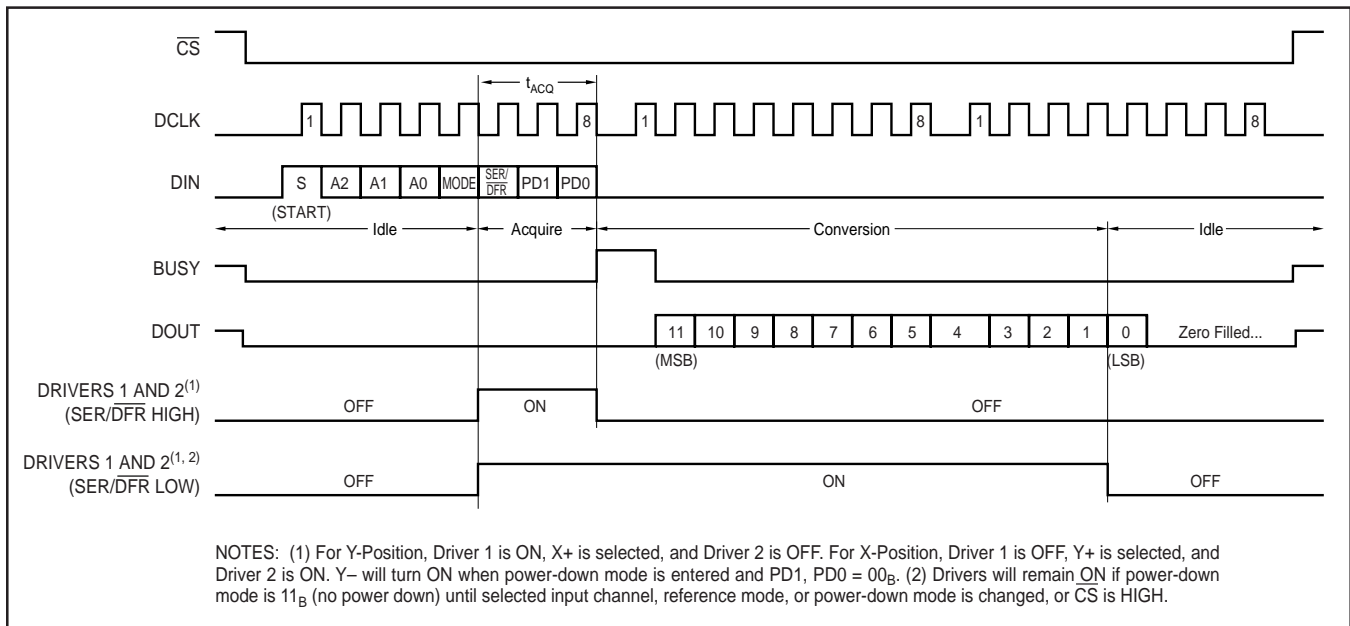 CS
tACQ
DCLK 1 8 1 8 1 8
DIN S A2 A1 A0 MODE SER/DFR PD1 PD0
(START)
Idle Acquire Conversion Idle
BUSY
DOUT 11 10 9 8 7 6 5 4 3 2 1 0 Zero Filled...
(MSB) (LSB)
DRIVERS 1 AND 2(1)
(SER/DFR HIGH) OFF ON OFF
DRIVERS 1 AND 2(1, 2)
(SER/DFR LOW) OFF ON OFF
NOTES: (1) For Y-Position, Driver 1 is ON, X+ is selected, and Driver 2 is OFF. For X-Position, Driver 1 is OFF, Y+ is selected, and
Driver 2 is ON. Y– will turn ON when power-down mode is entered and PD1, PD0 = 00B. (2) Drivers will remain ON if power-down
mode is 11B (no power down) until selected input channel, reference mode, or power-down mode is changed, or CS is HIGH.